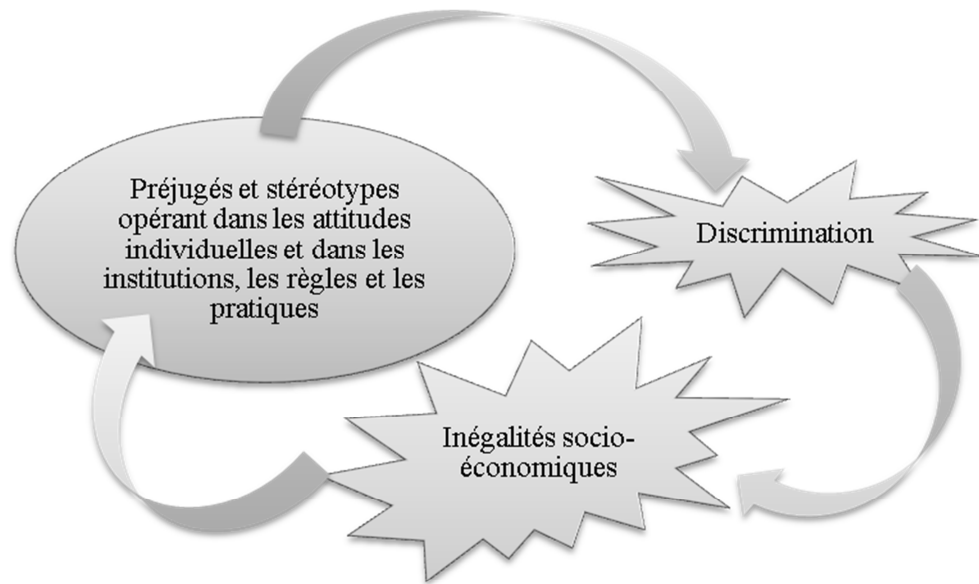 Préjugés et stéréotypes
opérant dans les attitudes
individuelles et dans les
institutions, les règles et les
pratiques
Discrimination
Inégalités socio-
économiques